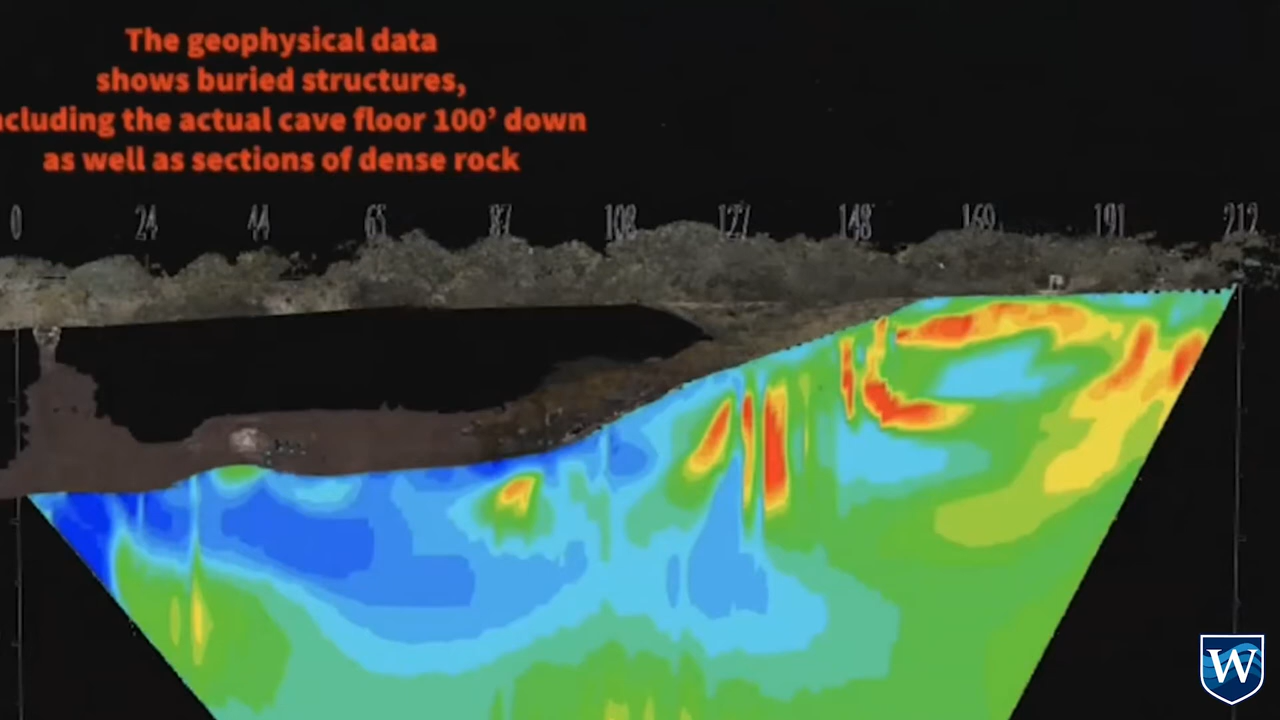 The geophysical data
shows buried structures,
ncluding the actual cave floor 100’ down
as well as sections of dense rock
0 24 44 65 87 108 127 148 169 191 212
W